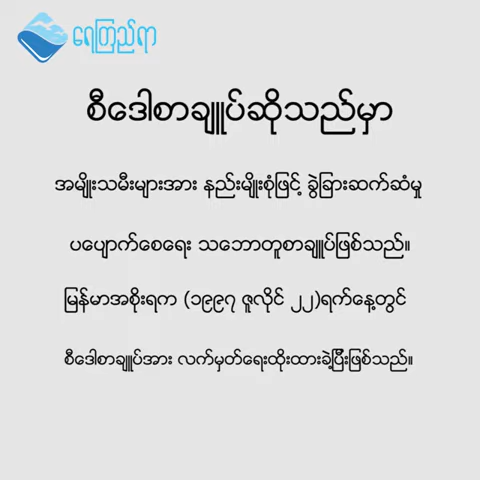 ရေကြည်ရာ
စီဒေါစာချူပ်ဆိုသည်မှာ
အမျိုးသမီးများအား နည်းမျိုးစုံဖြင့် ခွဲခြားဆက်ဆံမှု
ပပျောက်စေရေး သဘောတူစာချူပ်ဖြစ်သည်။
မြန်မာအစိုးရက (၁၉၉၇ ဇူလိုင် ၂၂)ရက်နေ့တွင်
စီဒေါစာချူပ်အား လက်မှတ်ရေးထိုးထားခဲ့ပြီးဖြစ်သည်။